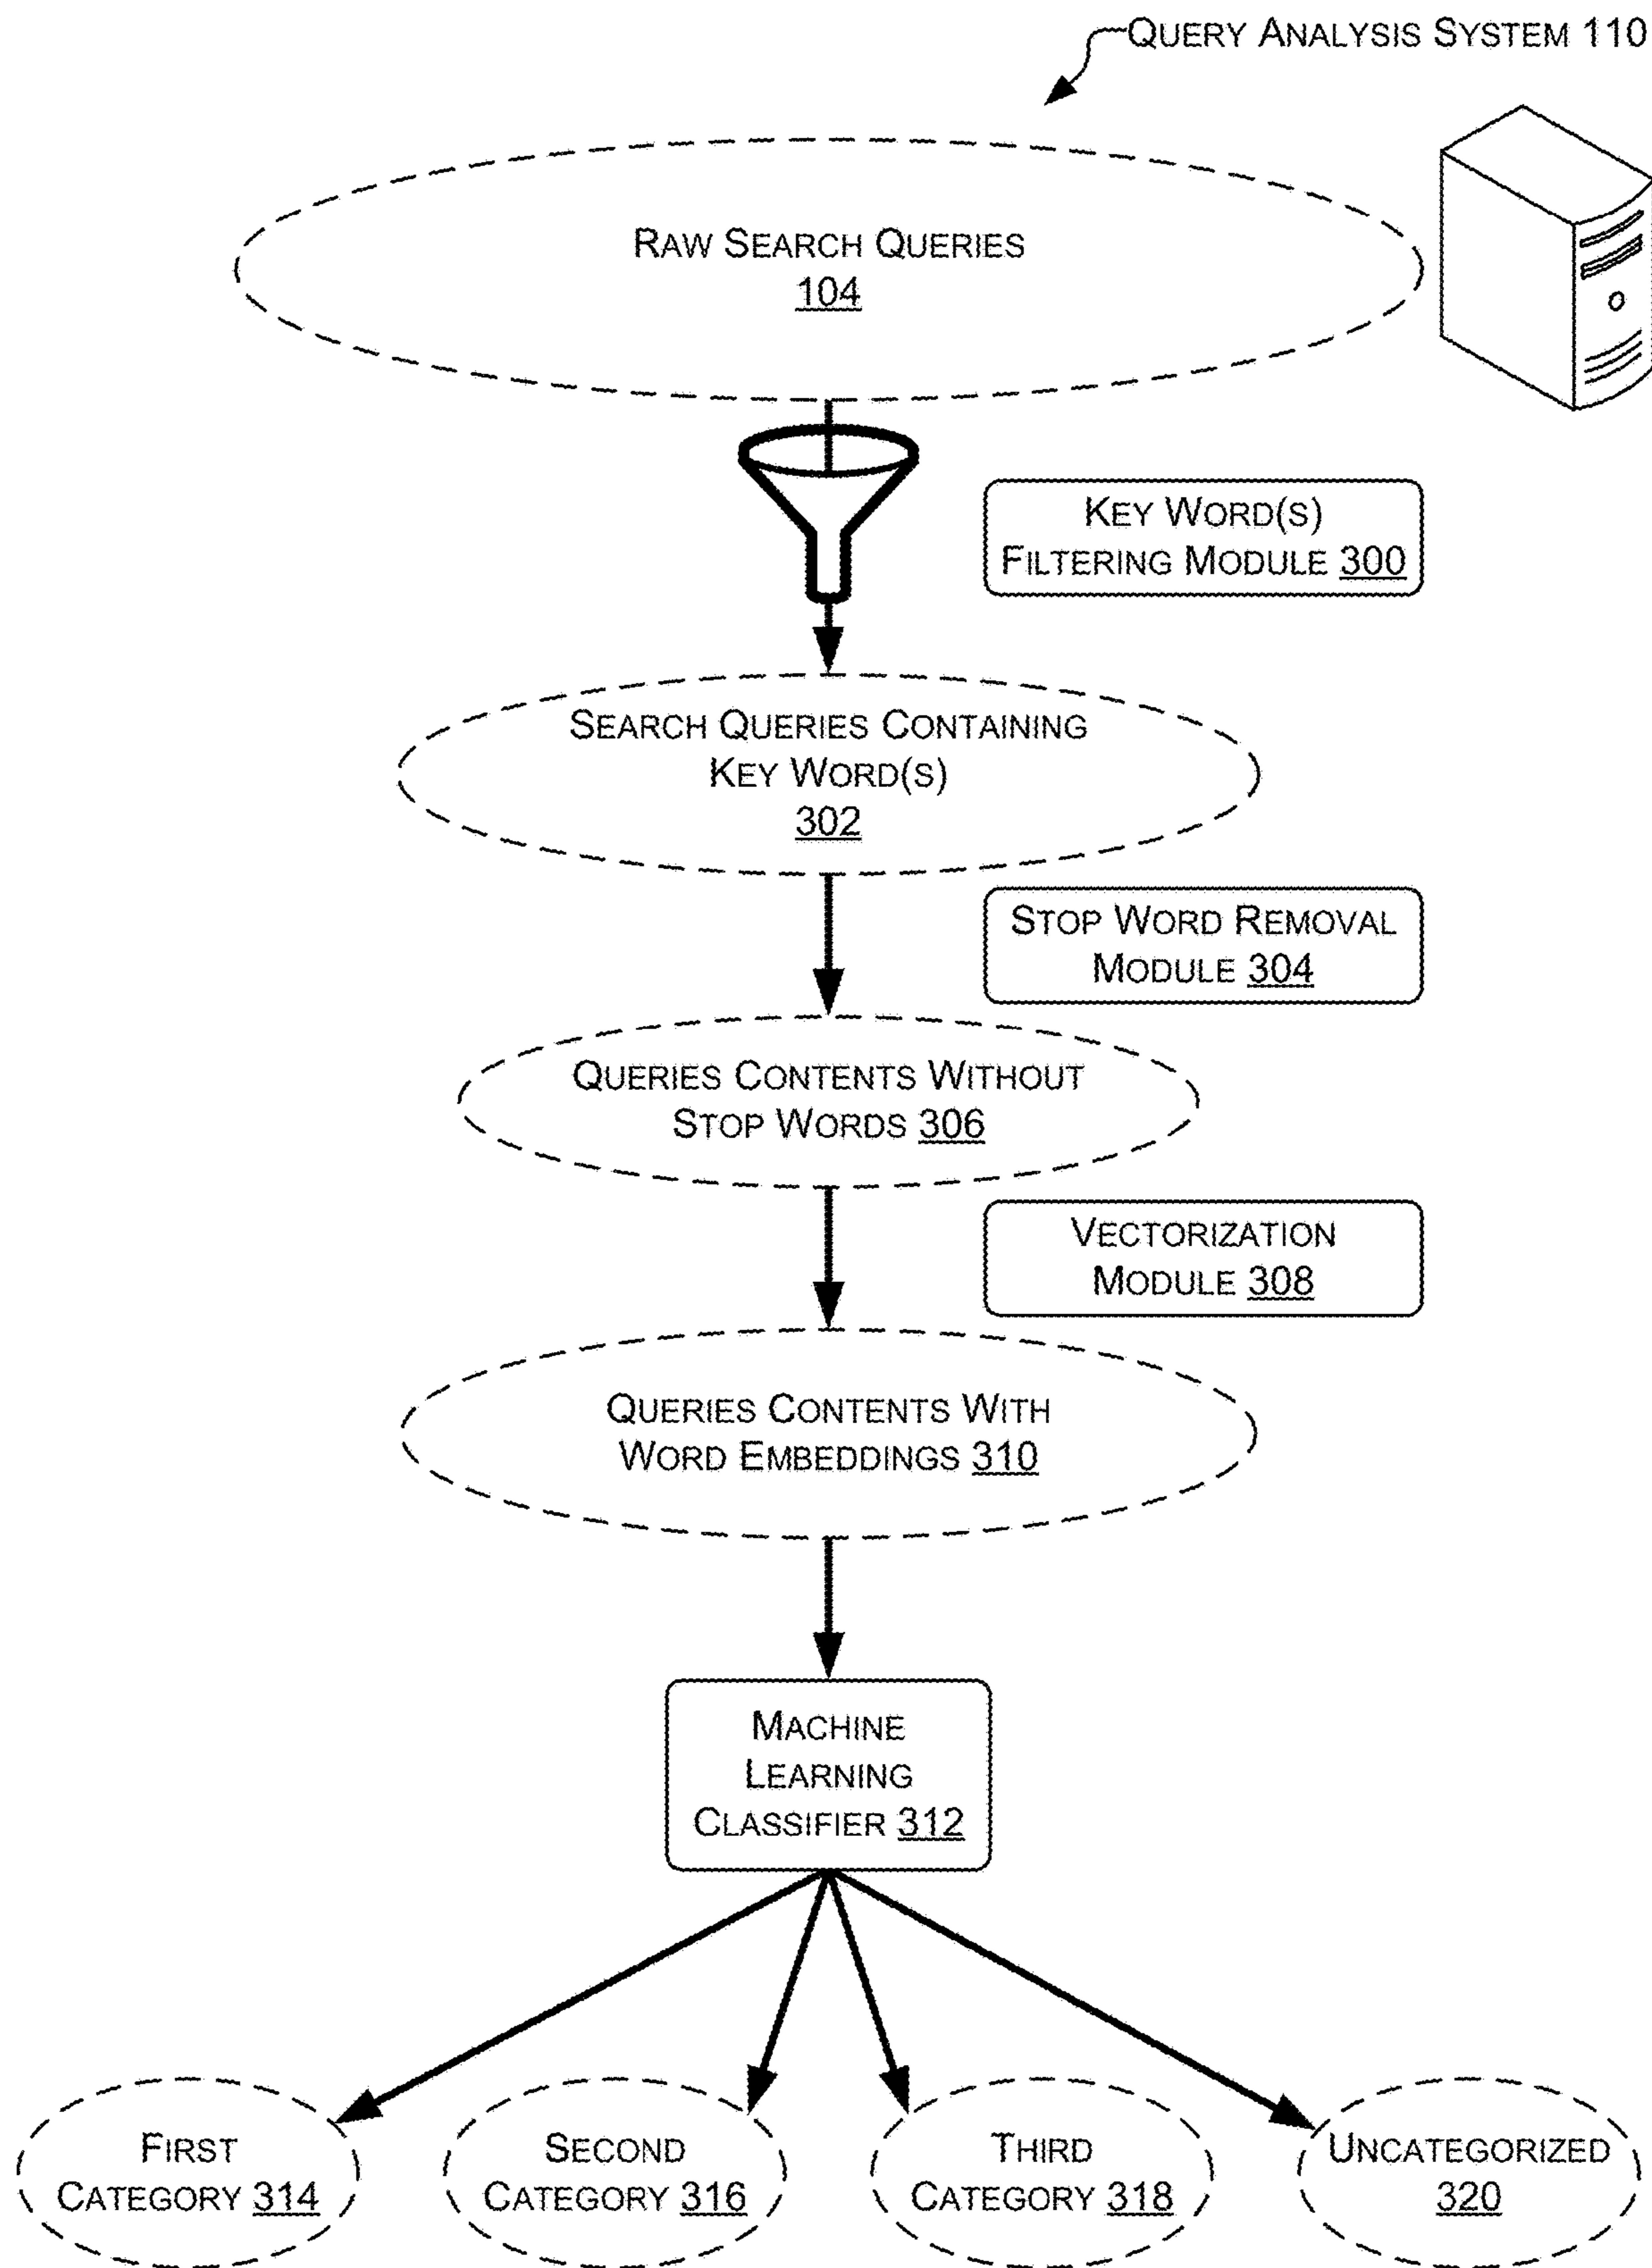 QUERY ANALYSIS SYSTEM 110
RAW SEARCH QUERIES
104
KEY WORD(S)
FILTERING MODULE 300
SEARCH QUERIES CONTAINING
KEY WORD(S)
302
STOP WORD REMOVAL
MODULE 304
QUERIES CONTENTS WITHOUT
STOP WORDS 306
VECTORIZATION
MODULE 308
QUERIES CONTENTS WITH
WORD EMBEDDINGS 310
MACHINE
LEARNING
CLASSIFIER 312
FIRST
CATEGORY 314
SECOND
CATEGORY 316
THIRD
CATEGORY 318
UNCATEGORIZED
320